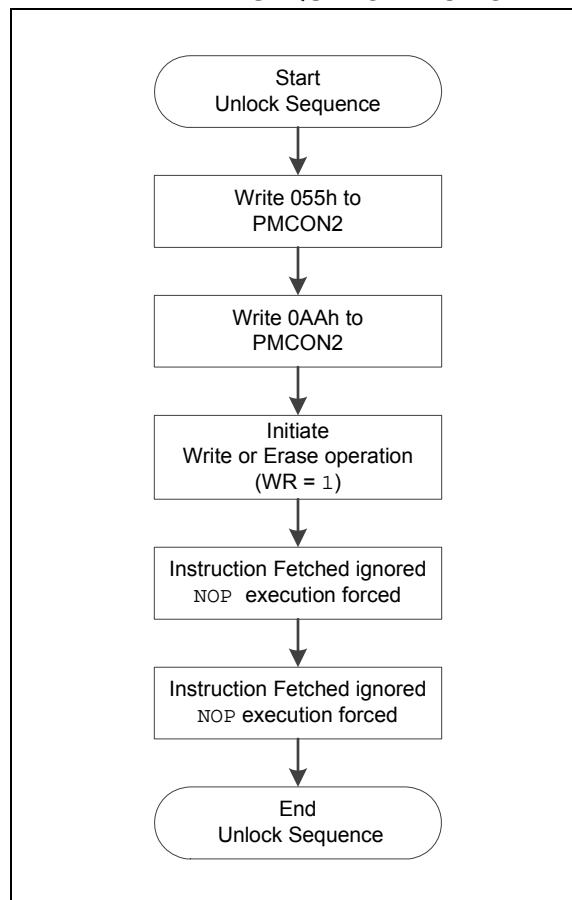 Start
Unlock Sequence
Write 055h to
PMCON2
Write 0AAh to
PMCON2
Initiate
Write or Erase operation
(WR = 1)
Instruction Fetched ignored
NOP execution forced
Instruction Fetched ignored
NOP execution forced
End
Unlock Sequence